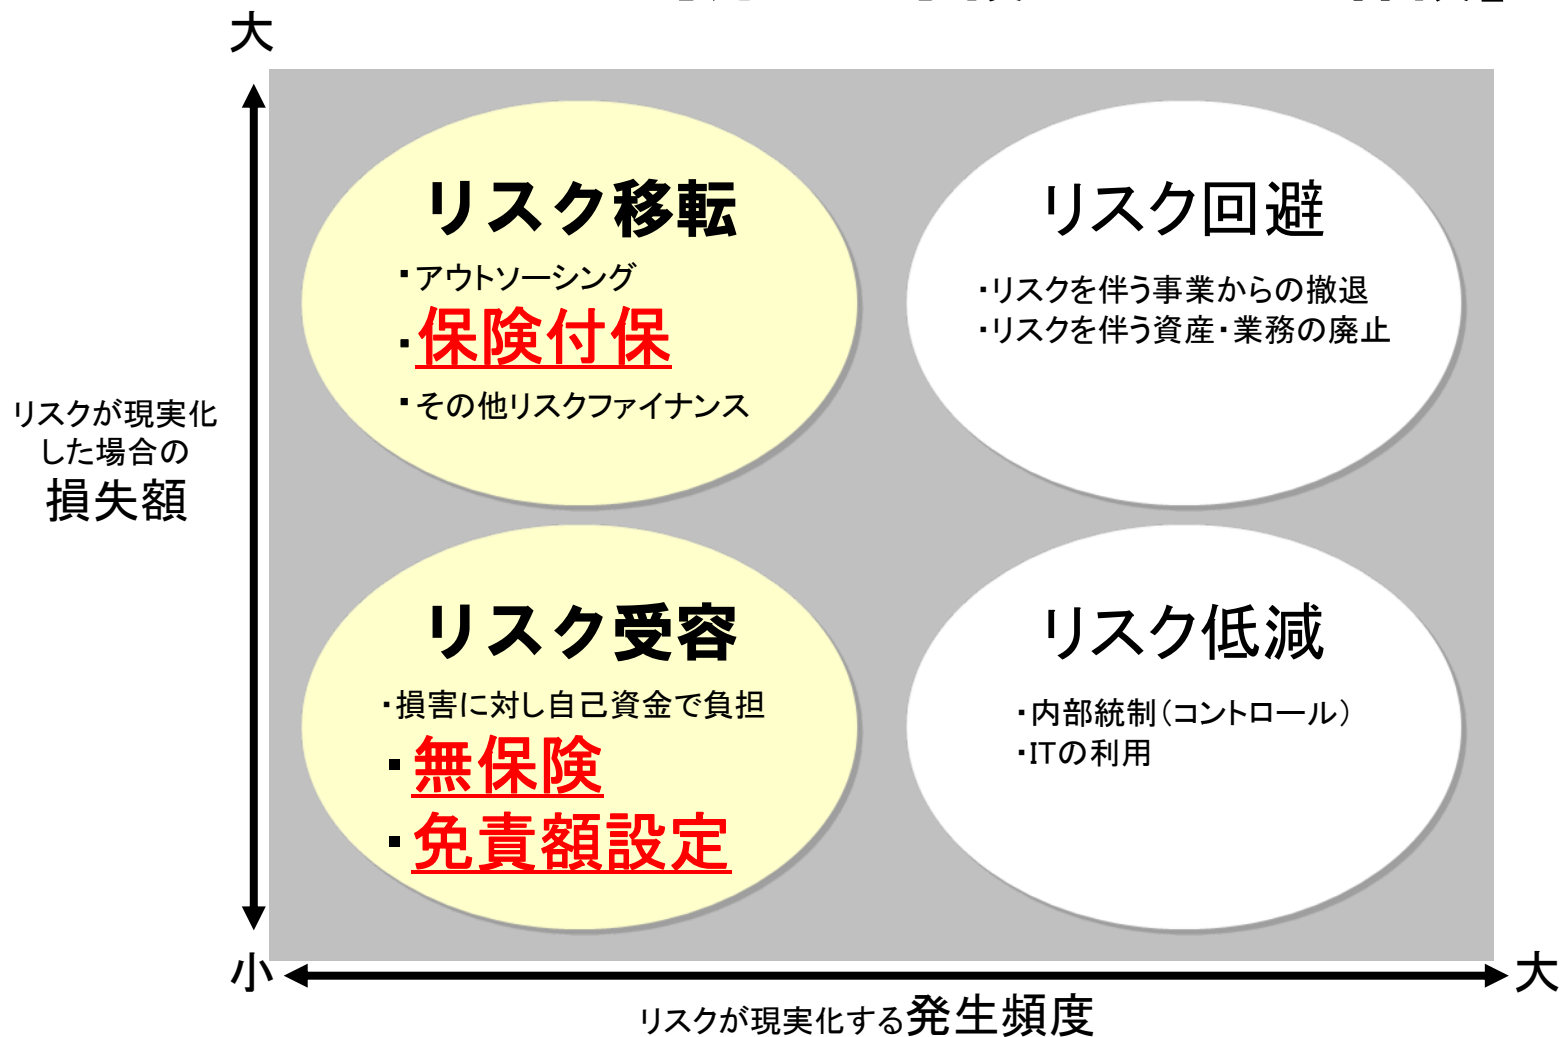 大
リスク移転
・アウトソーシング
・保険付保
・その他リスクファイナンス
リスク回避
・リスクを伴う事業からの撤退
・リスクを伴う資産・業務の廃止
リスクが現実化
した場合の
損失額
リスク受容
・損害に対し自己資金で負担
・無保険
・免責額設定
リスク低減
・内部統制(コントロール)
・ITの利用
小
大
リスクが現実化する発生頻度